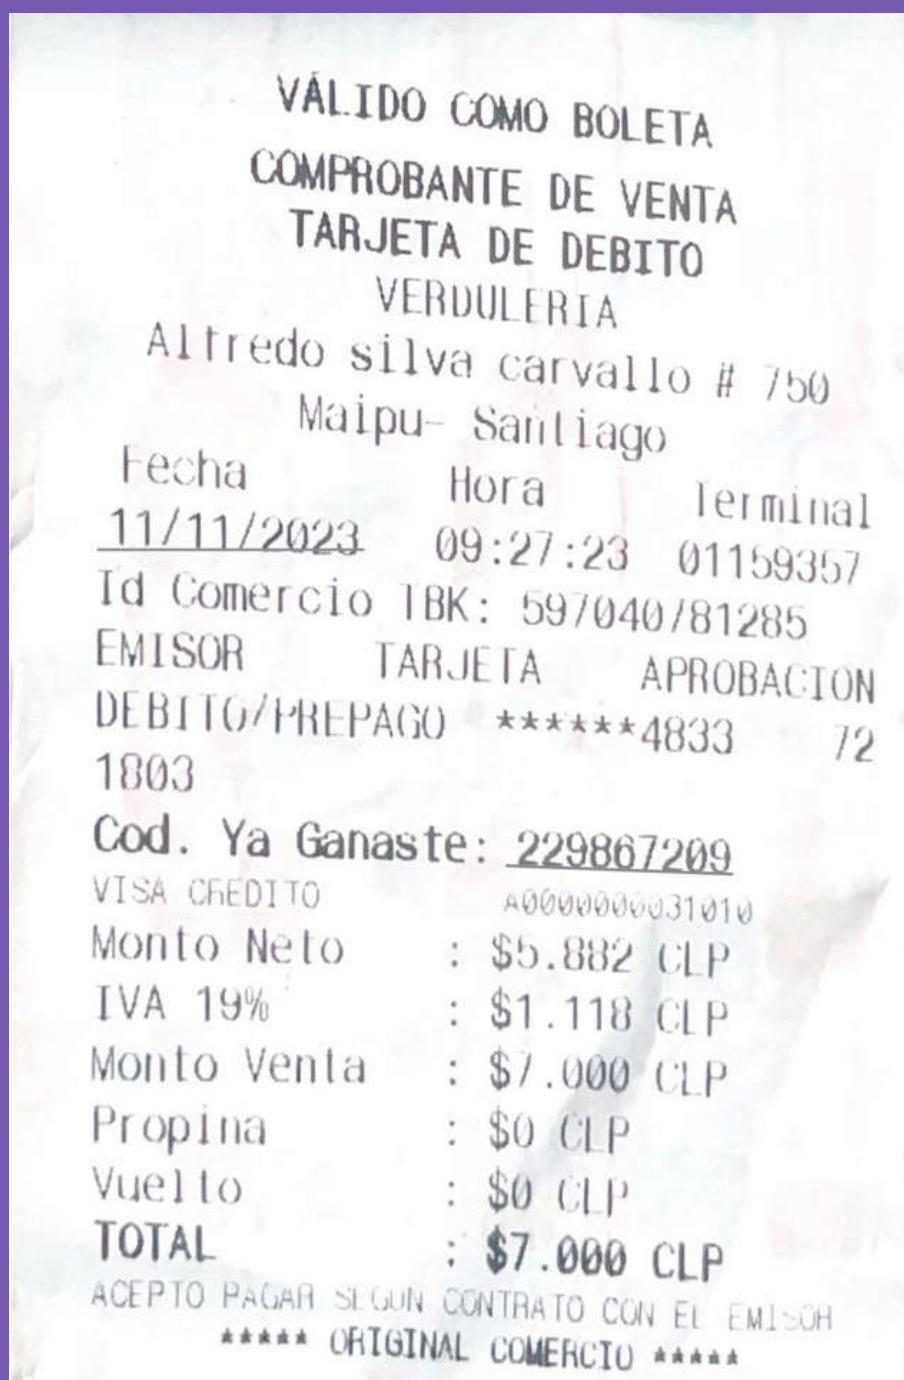 VÁLIDO COMO BOLETA
COMPROBANTE DE VENTA
TARJETA DE DEBITO
VERDULERIA
Alfredo silva carvallo # 750
Maipu- Santiago
Fecha Hora Terminal
11/11/2023 09:27:23 01159357
Id Comercio TBK: 597040781285
EMISOR TARJETA APROBACION
DEBITO/PREPAGO ******4833 72
1803
Cod. Ya Ganaste: 229867209
VISA CREDITO A0000000031010
Monto Neto : $5.882 CLP
IVA 19% : $1.118 CLP
Monto Venta : $7.000 CLP
Propina : $0 CLP
Vuelto : $0 CLP
TOTAL : $7.000 CLP
ACEPTO PAGAR SEGUN CONTRATO CON EL EMISOR
***** ORIGINAL COMERCIO *****